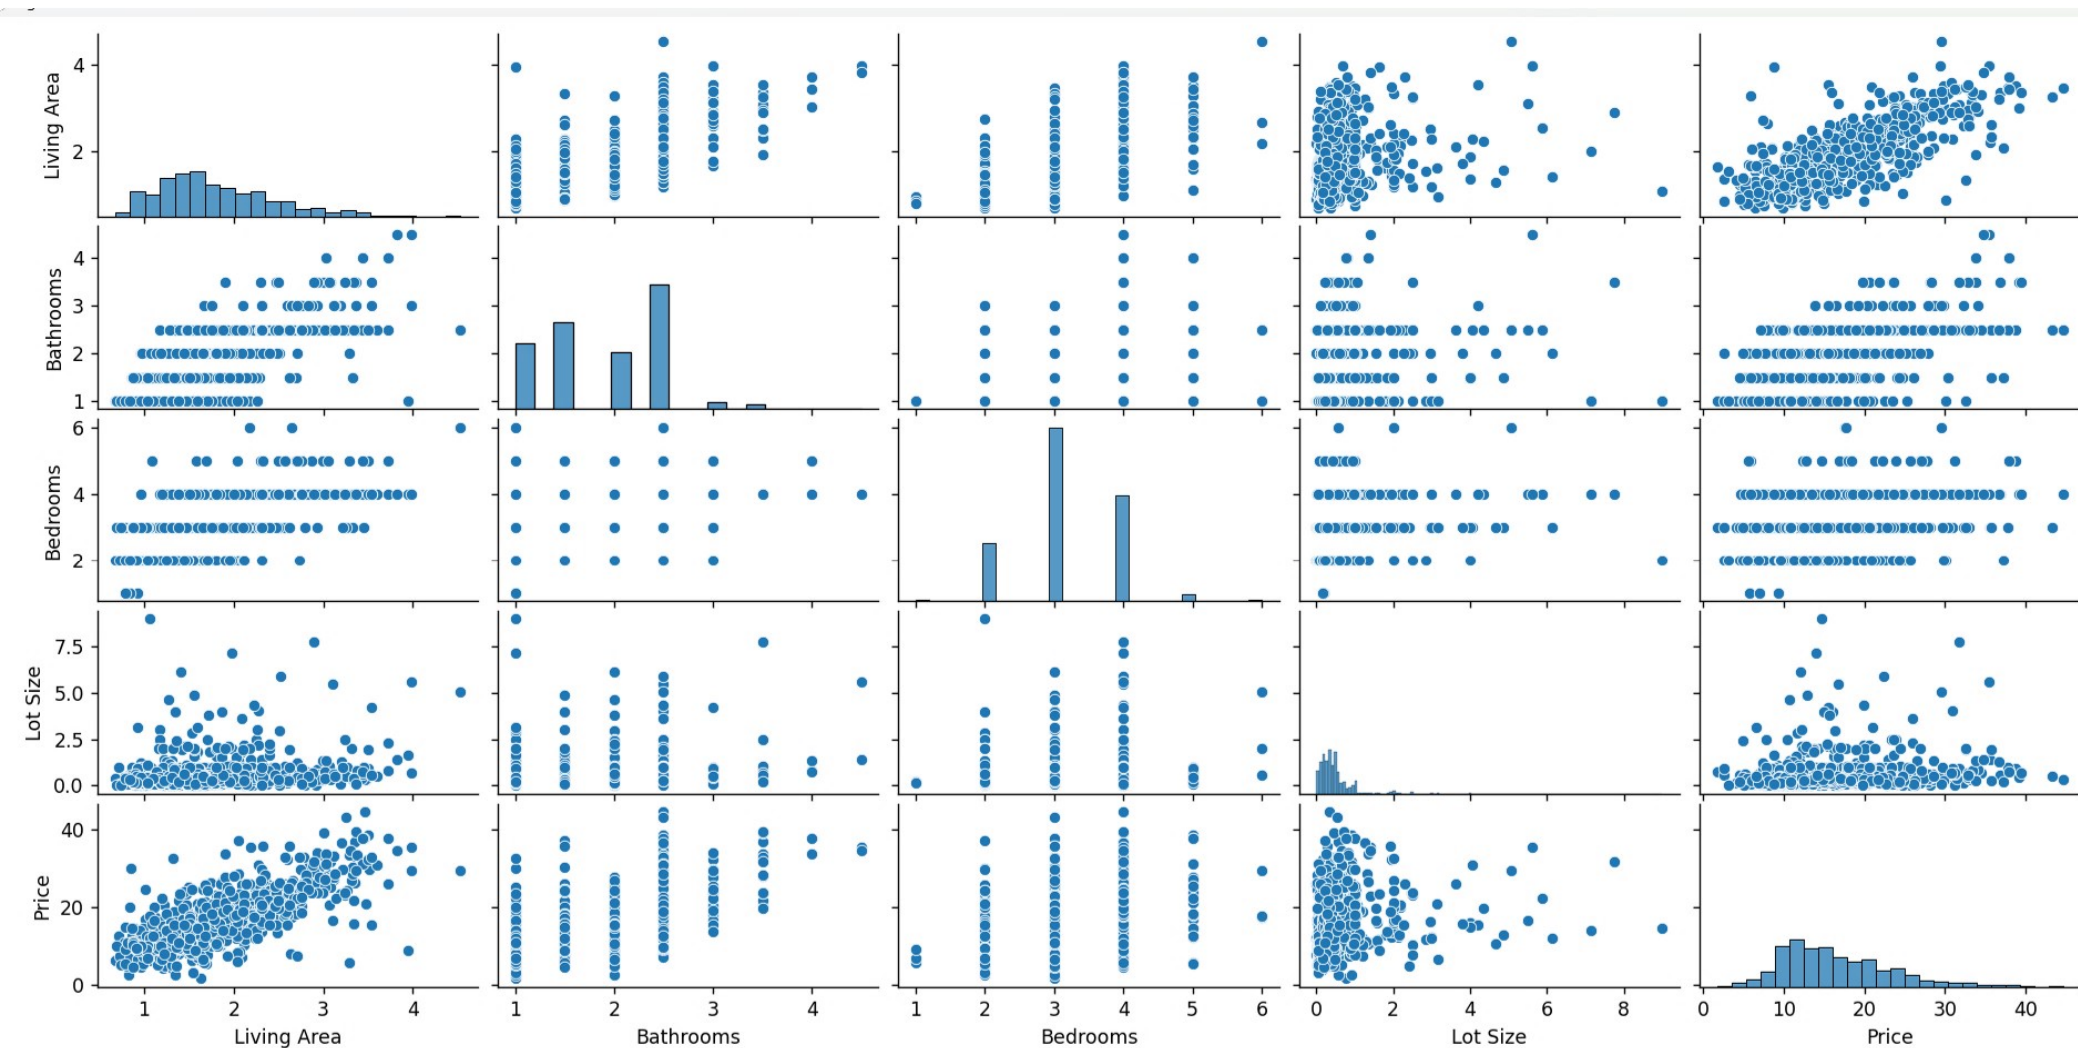 Living Area
4
2
Bathrooms
4
3
2
1
Bedrooms
6
4
2
Lot Size
7.5
5.0
2.5
0.0
Price
40
20
0
1 2 3 4
1 2 3 4
1 2 3 4 5 6
0 2 4 6 8
0 10 20 30 40
Living Area
Bathrooms
Bedrooms
Lot Size
Price